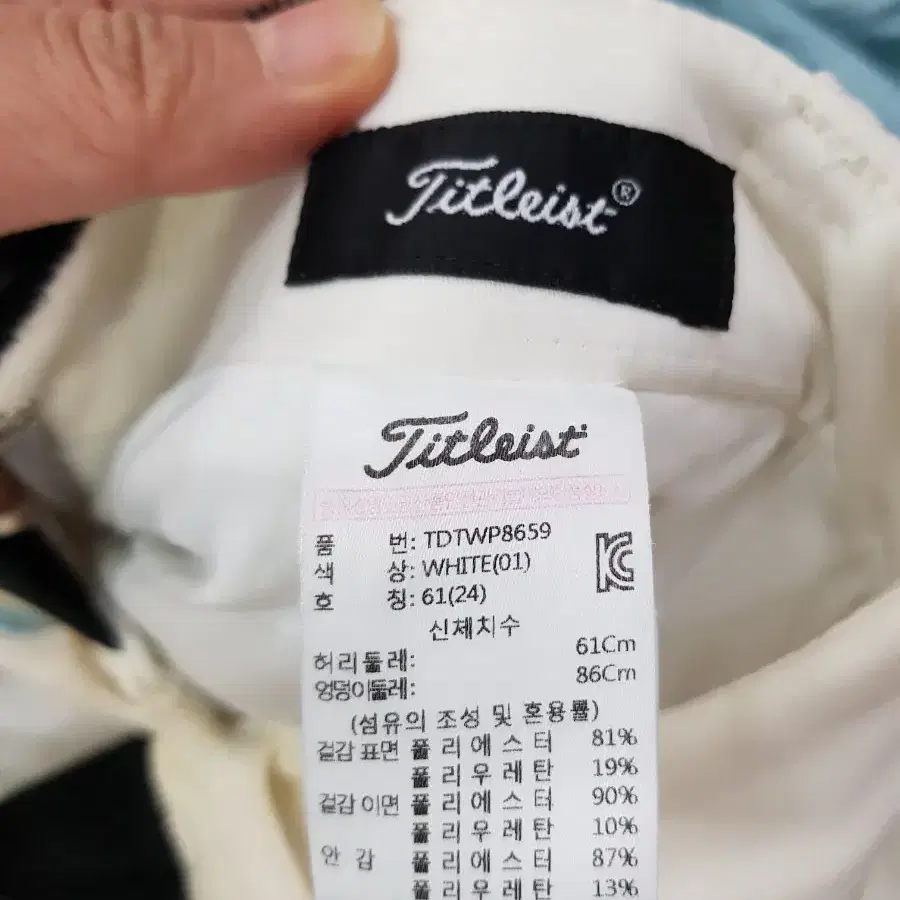 Titleist®
Titleist
품 번: TDTWP8659
색 상: WHITE(01)
호 칭: 61(24)
신체치수
허리둘레: 61Cm
엉덩이둘레: 86Cm
(섬유의 조성 및 혼용률)
겉감 표면 폴리에스터 81%
폴리우레탄 19%
겉감 이면 폴리에스터 90%
폴리우레탄 10%
안 감 폴리에스터 87%
폴리우레탄 13%